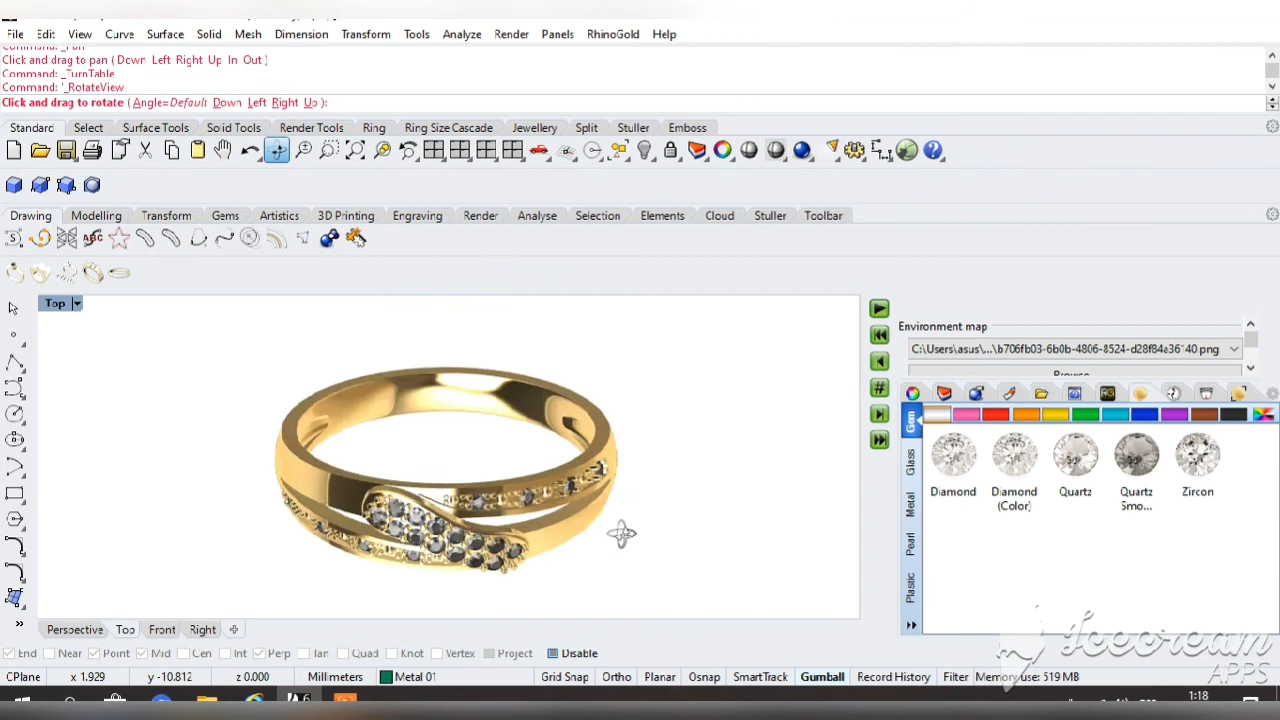 File Edit View Curve Surface Solid Mesh Dimension Transform Tools Analyze Render Panels RhinoGold Help
Click and drag to pan ( Down Left Right Up In Out )
Command: _TurnTable
Command: '_RotateView
Click and drag to rotate ( Angle=Default Down Left Right Up ):
Standard Select Surface Tools Solid Tools Render Tools Ring Ring Size Cascade Jewellery Split Stuller Emboss
Drawing Modelling Transform Gems Artistics 3D Printing Engraving Render Analyse Selection Elements Cloud Stuller Toolbar
ABC
Top
Environment map
C:\Users\asus\...\b706fb03-6b0b-4806-8524-d28f84a36140.png
Browse
RG
Gem
Glass
Metal
Pearl
Plastic
Diamond Diamond (Color) Quartz Quartz Smo... Zircon
Perspective Top Front Right
End Near Point Mid Cen Int Perp Tan Quad Knot Vertex Project Disable
CPlane x 1.929 y -10.812 z 0.000 Millimeters Metal 01 Grid Snap Ortho Planar Osnap SmartTrack Gumball Record History Filter Memory use: 519 MB
1:18
Icecream
APPS